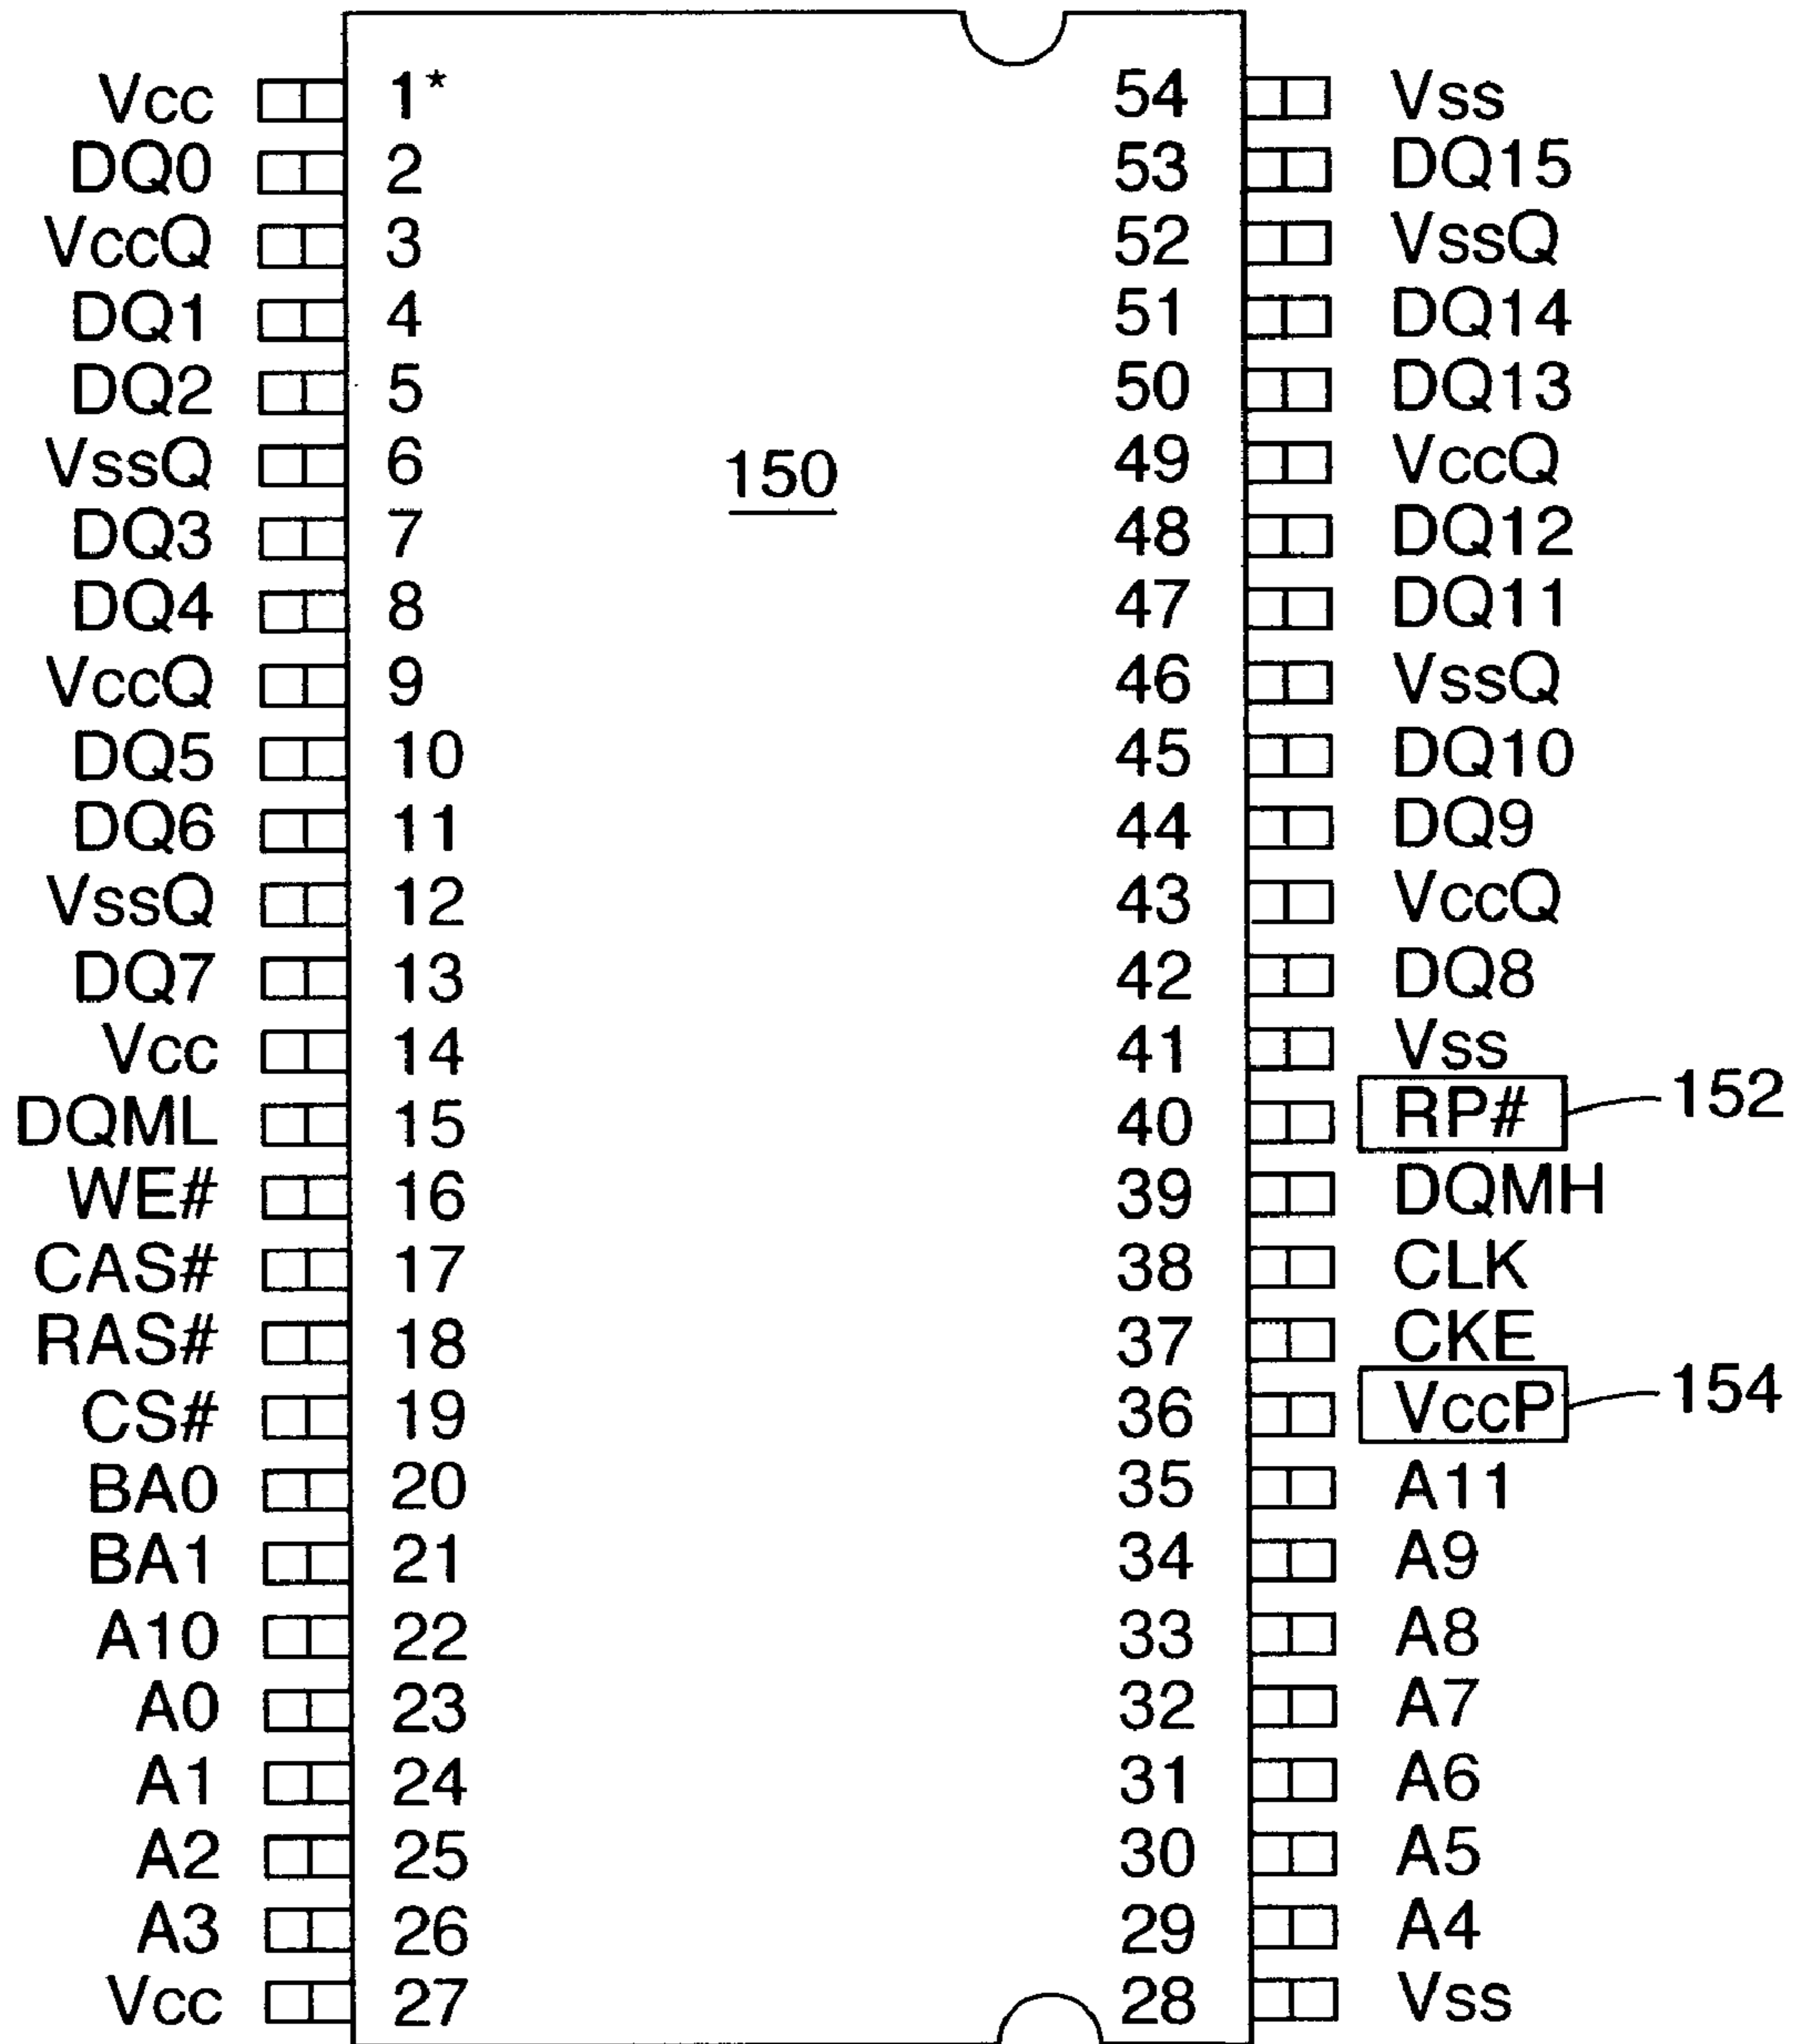 Vcc 1* 54 Vss
DQ0 2 53 DQ15
VccQ 3 52 VssQ
DQ1 4 51 DQ14
DQ2 5 50 DQ13
VssQ 6 150 49 VccQ
DQ3 7 48 DQ12
DQ4 8 47 DQ11
VccQ 9 46 VssQ
DQ5 10 45 DQ10
DQ6 11 44 DQ9
VssQ 12 43 VccQ
DQ7 13 42 DQ8
Vcc 14 41 Vss
DQML 15 40 RP# 152
WE# 16 39 DQMH
CAS# 17 38 CLK
RAS# 18 37 CKE
CS# 19 36 VccP 154
BA0 20 35 A11
BA1 21 34 A9
A10 22 33 A8
A0 23 32 A7
A1 24 31 A6
A2 25 30 A5
A3 26 29 A4
Vcc 27 28 Vss